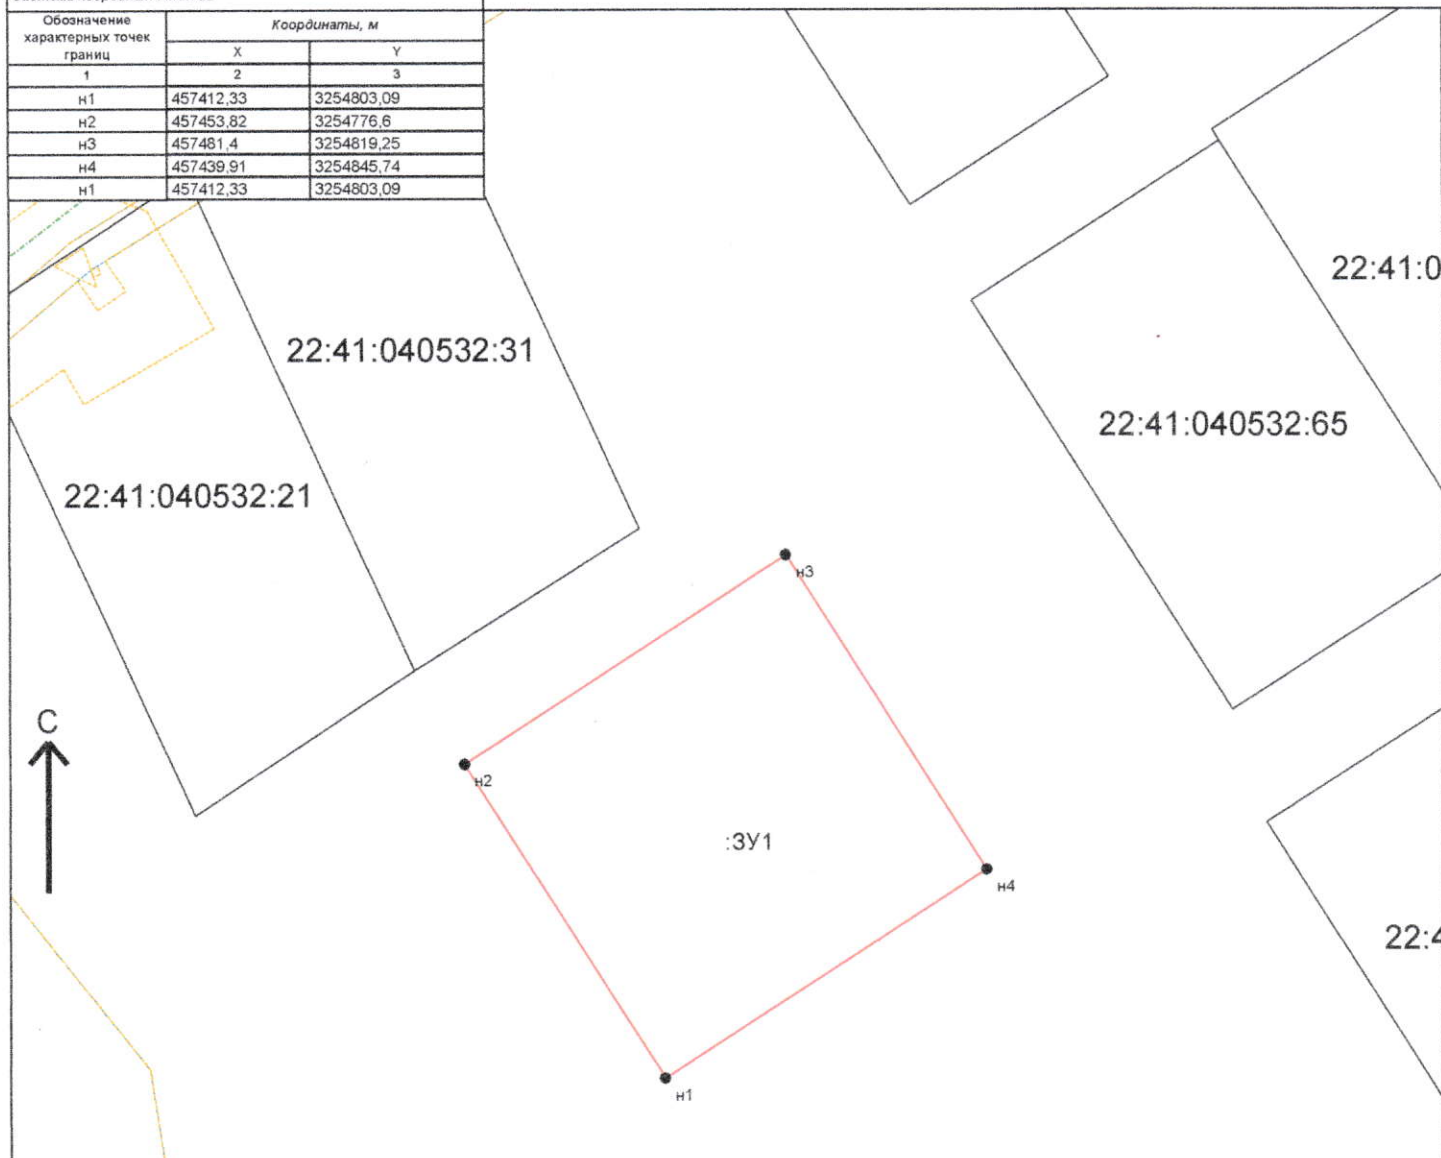 Обозначение
характерных точек
границ
Координаты, м
X Y
1 2 3
н1 457412,33 3254803,09
н2 457453,82 3254776,6
н3 457481,4 3254819,25
н4 457439,91 3254845,74
н1 457412,33 3254803,09
22:41:0
22:41:040532:31
22:41:040532:65
22:41:040532:21
н3
С
н2
:ЗУ1
н4
22:4
н1